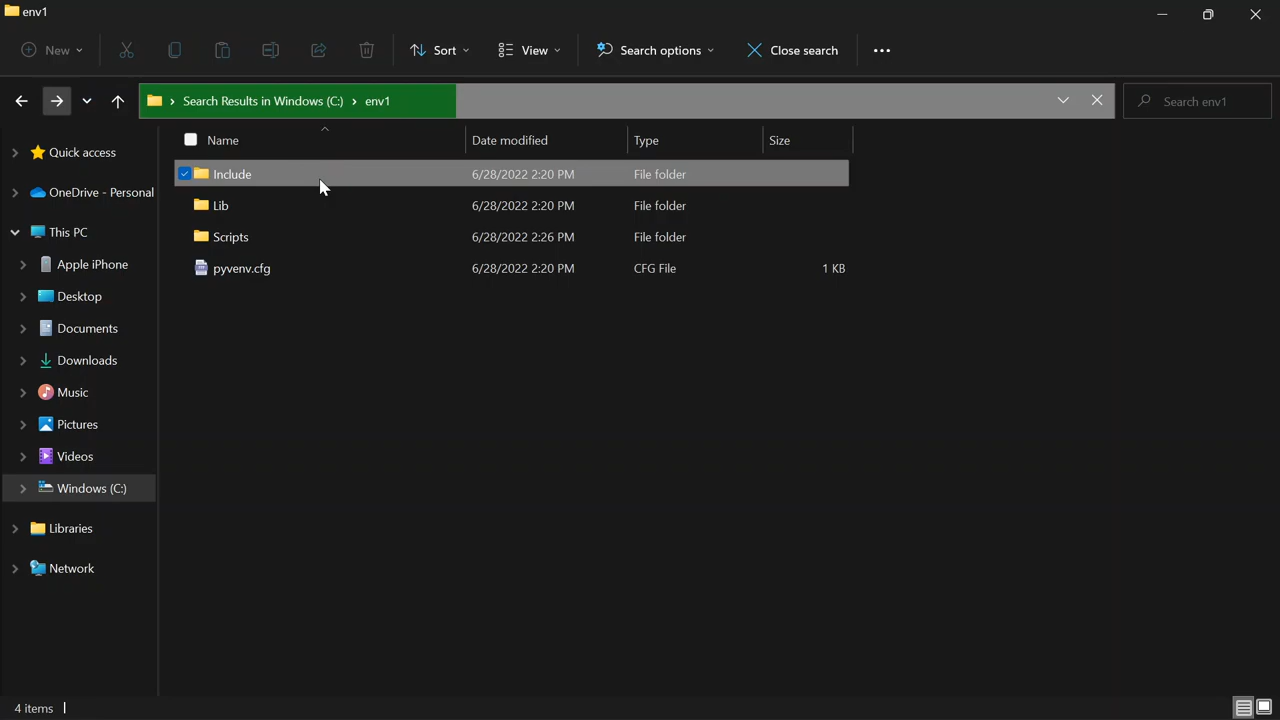 env1
New
Sort
View
Search options
Close search
Search Results in Windows (C:) > env1
Search env1
Name
Date modified
Type
Size
Quick access
OneDrive - Personal
This PC
Apple iPhone
Desktop
Documents
Downloads
Music
Pictures
Videos
Windows (C:)
Libraries
Network
Include 6/28/2022 2:20 PM File folder
Lib 6/28/2022 2:20 PM File folder
Scripts 6/28/2022 2:26 PM File folder
pyvenv.cfg 6/28/2022 2:20 PM CFG File 1 KB
4 items